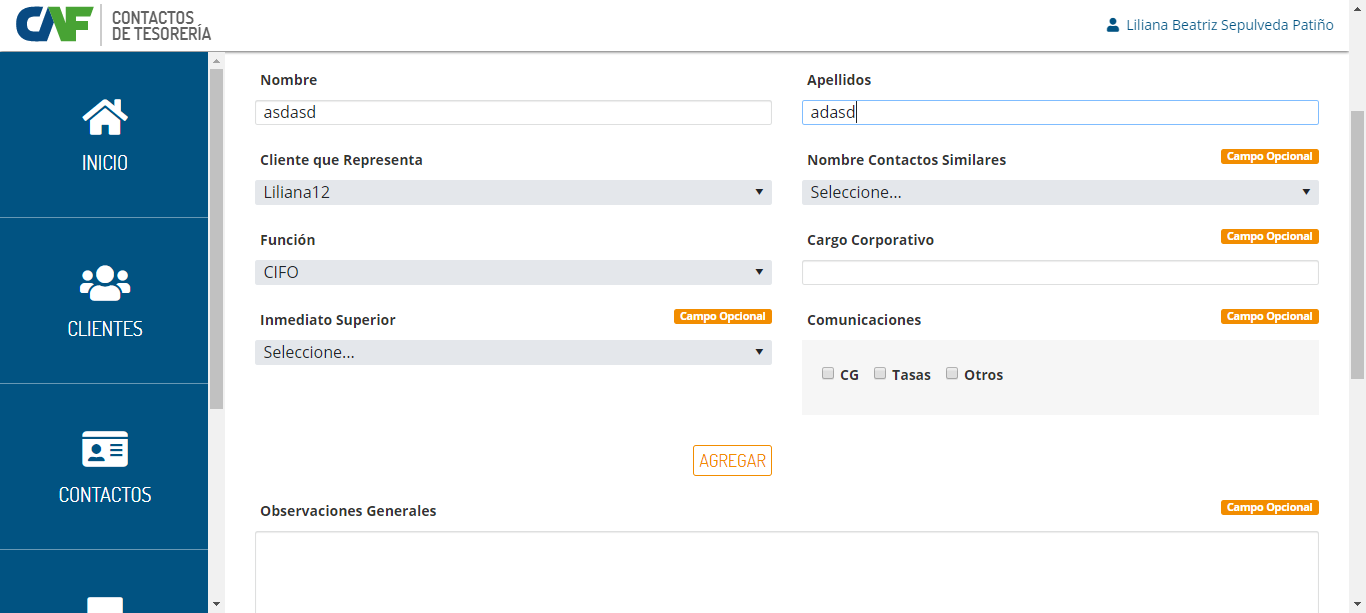 CAF CONTACTOS
DE TESORERÍA
Liliana Beatriz Sepulveda Patiño
INICIO
CLIENTES
CONTACTOS
Nombre
asdasd
Apellidos
adasd
Cliente que Representa
Liliana12
Nombre Contactos Similares
Campo Opcional
Seleccione...
Función
CIFO
Cargo Corporativo
Campo Opcional
Inmediato Superior
Campo Opcional
Seleccione...
Comunicaciones
Campo Opcional
CG Tasas Otros
AGREGAR
Observaciones Generales
Campo Opcional